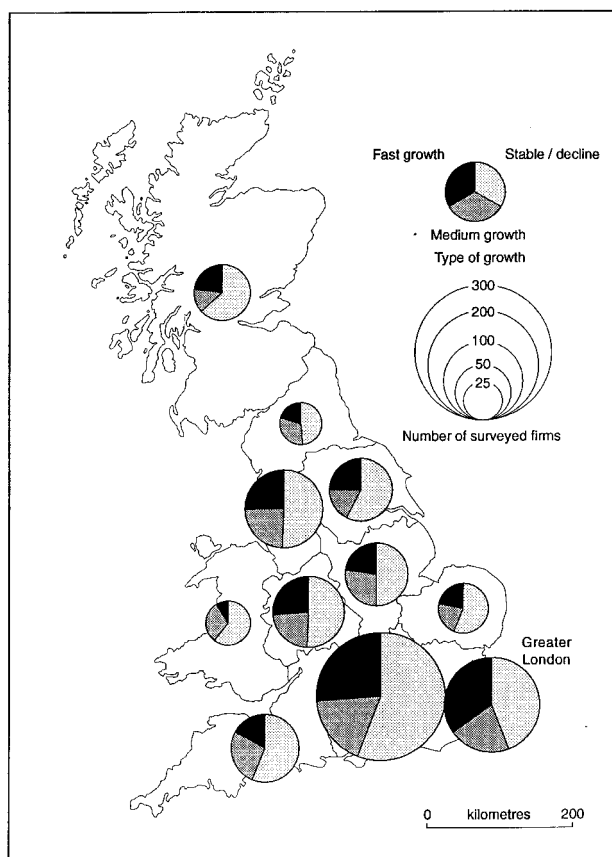 Fast growth
Stable / decline
Medium growth
Type of growth
300
200
100
50
25
Number of surveyed firms
Greater
London
0 kilometres 200